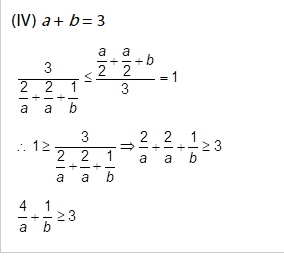 (IV) a + b = 3
3/(2/a + 2/a + 1/b) ≤ (a/2 + a/2 + b)/3 = 1
∴ 1 ≥ 3/(2/a + 2/a + 1/b) ⇒ 2/a + 2/a + 1/b ≥ 3
4/a + 1/b ≥ 3